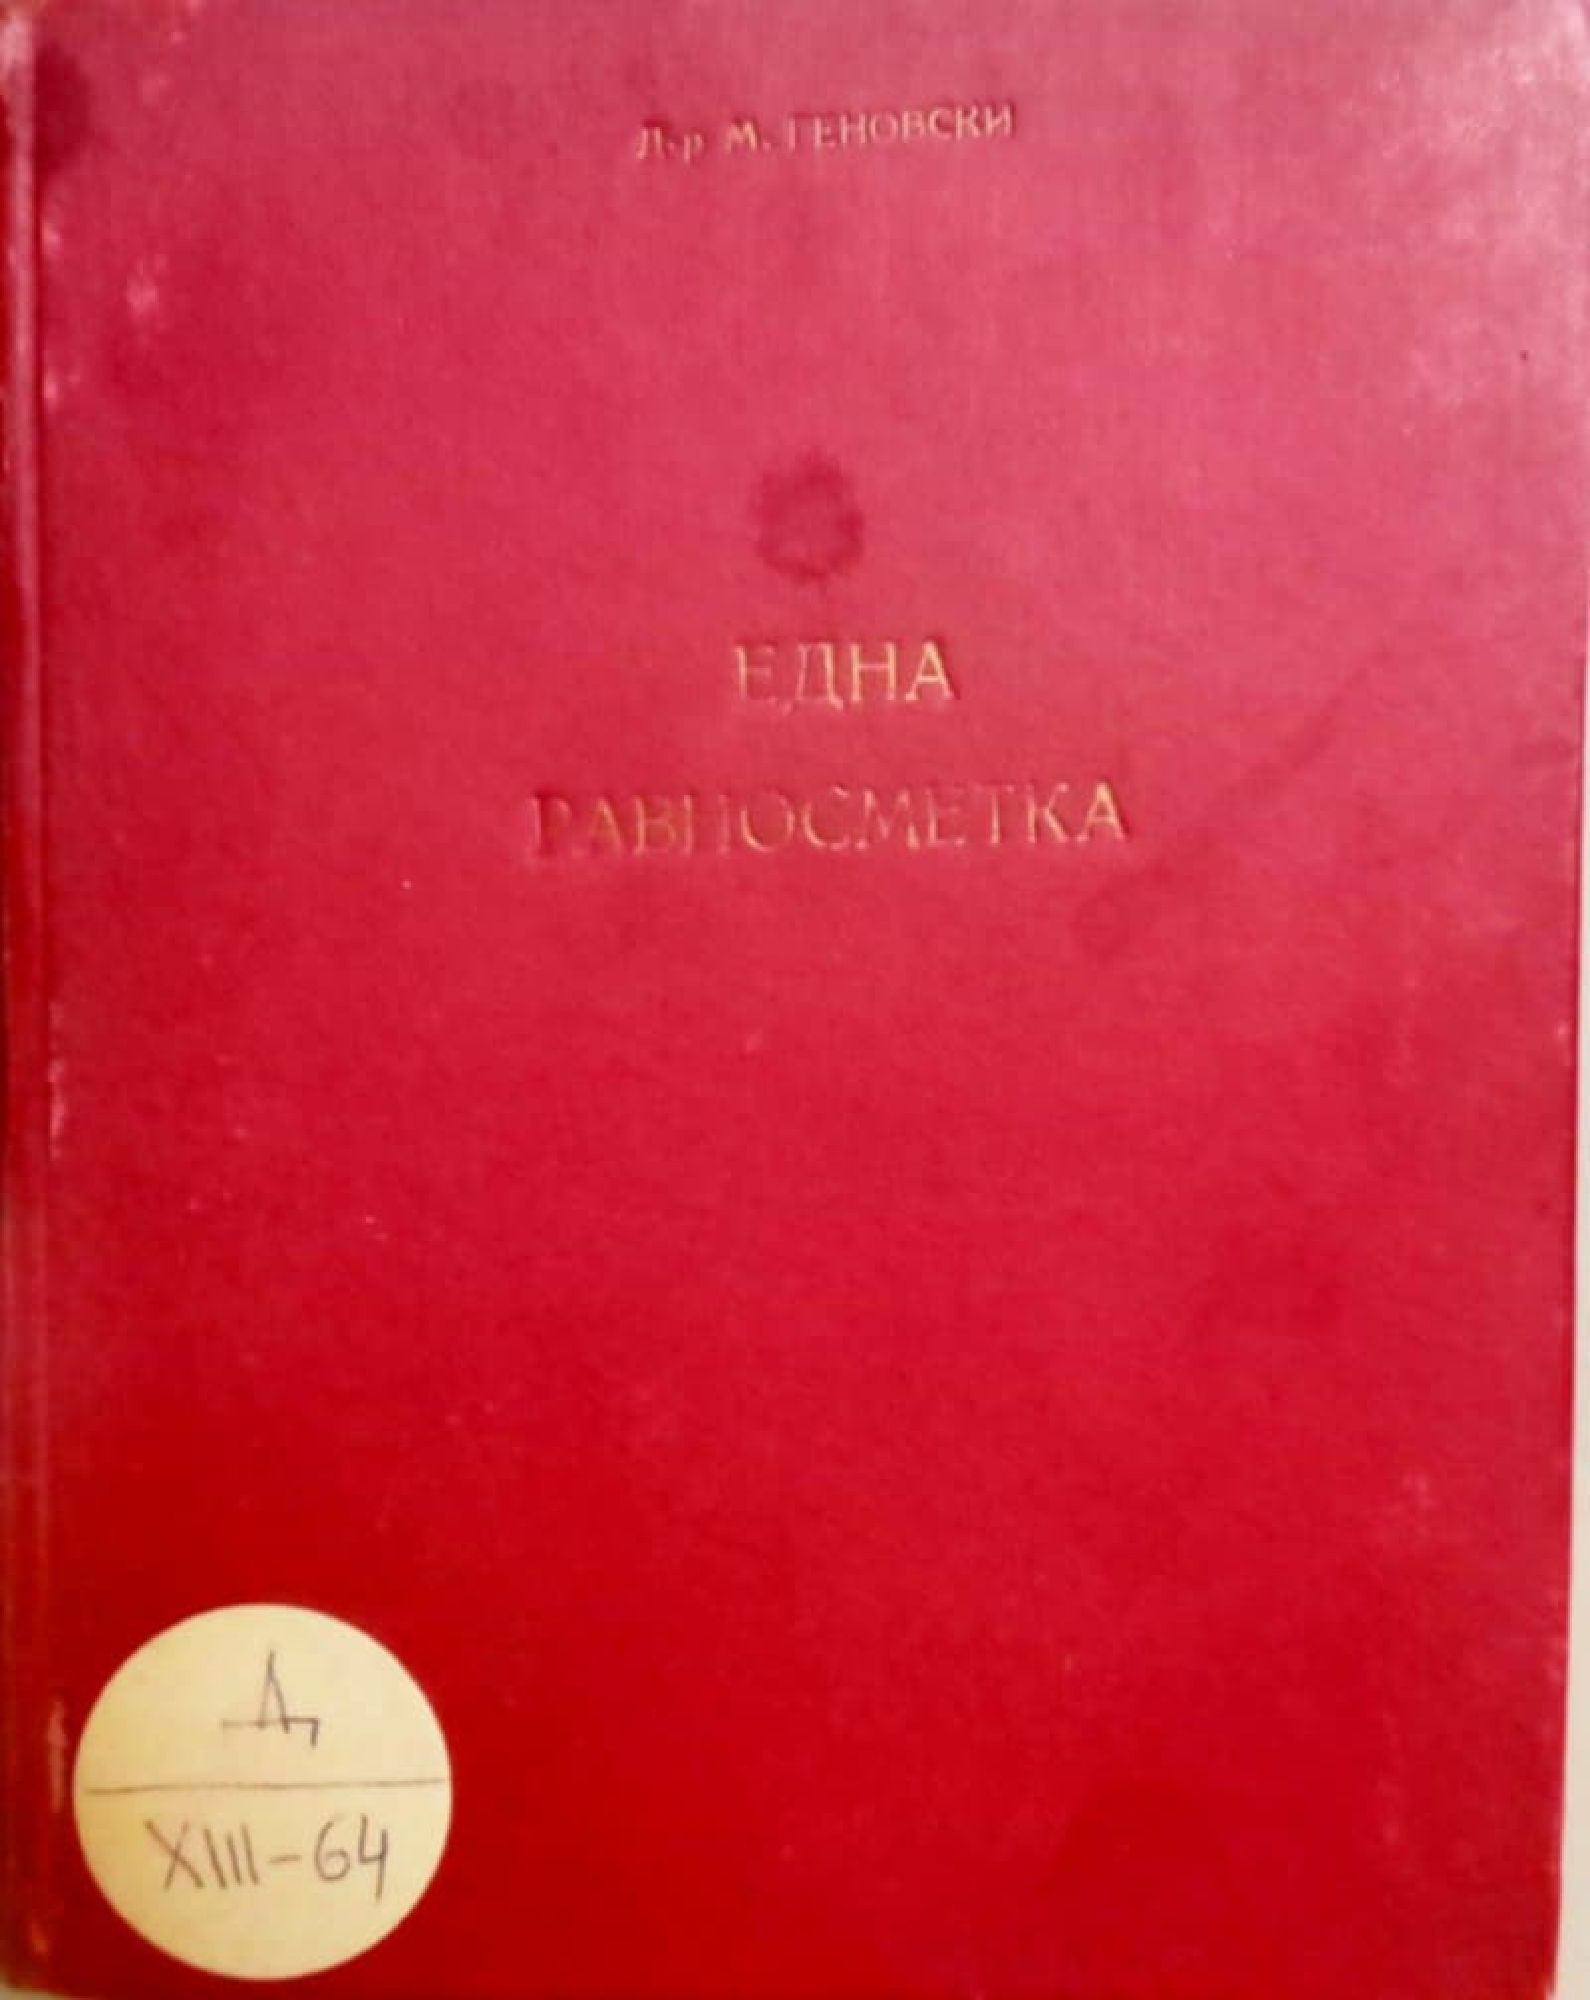 Д-р М. ГЕНОВСКИ
ЕДНА
РАВНОСМЕТКА
Д
XIII-64